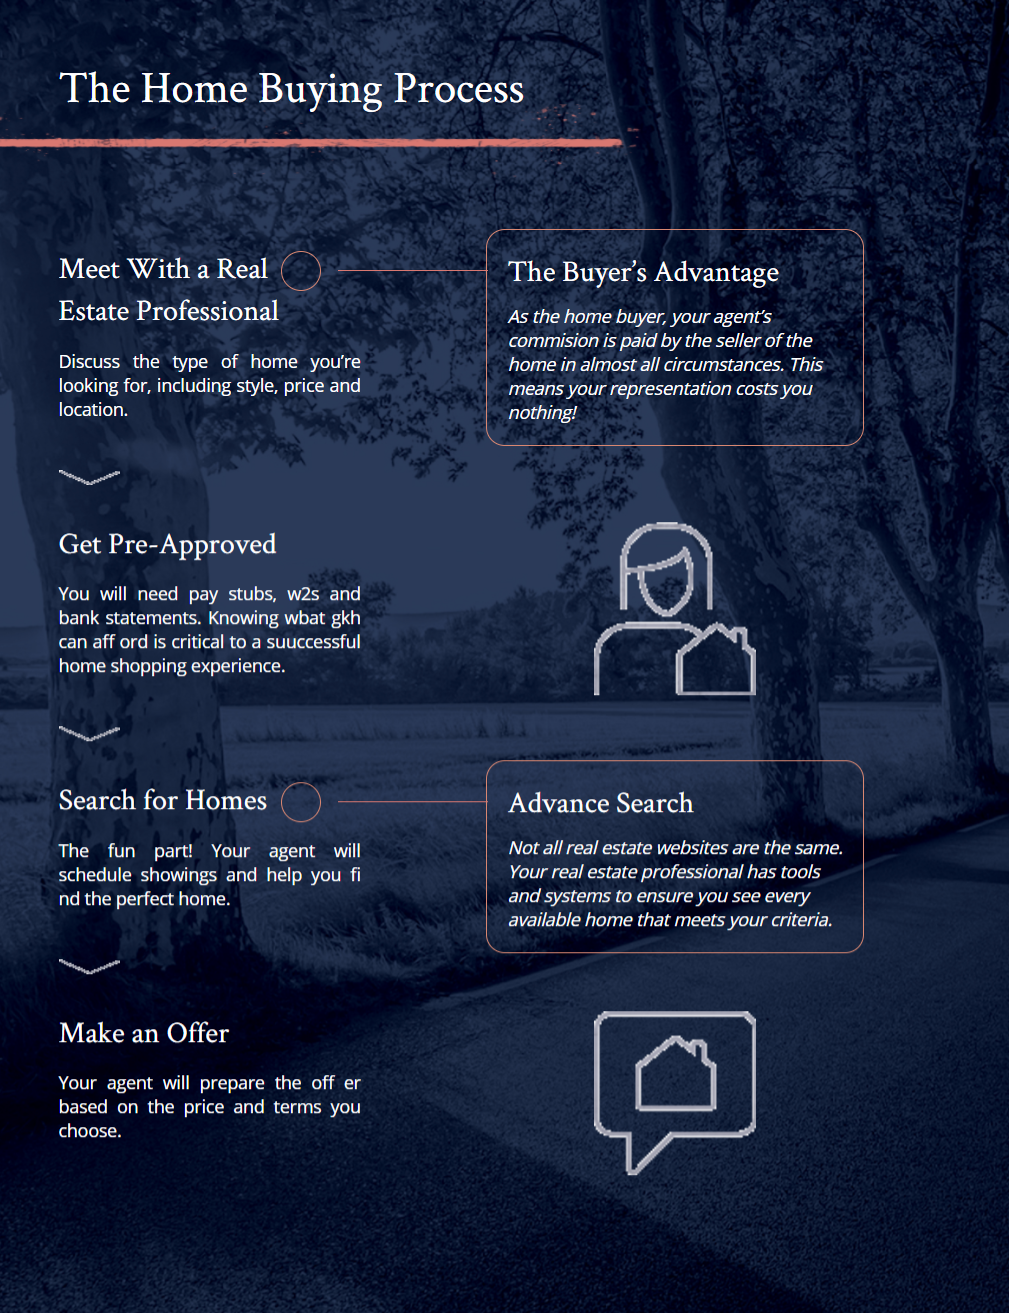 The Home Buying Process
Meet With a Real
Estate Professional
Discuss the type of home you’re
looking for, including style, price and
location.
The Buyer’s Advantage
As the home buyer, your agent’s
commision is paid by the seller of the
home in almost all circumstances. This
means your representation costs you
nothing!
Get Pre-Approved
You will need pay stubs, w2s and
bank statements. Knowing wbat gkh
can aff ord is critical to a suuccessful
home shopping experience.
Search for Homes
The fun part! Your agent will
schedule showings and help you fi
nd the perfect home.
Advance Search
Not all real estate websites are the same.
Your real estate professional has tools
and systems to ensure you see every
available home that meets your criteria.
Make an Offer
Your agent will prepare the off er
based on the price and terms you
choose.